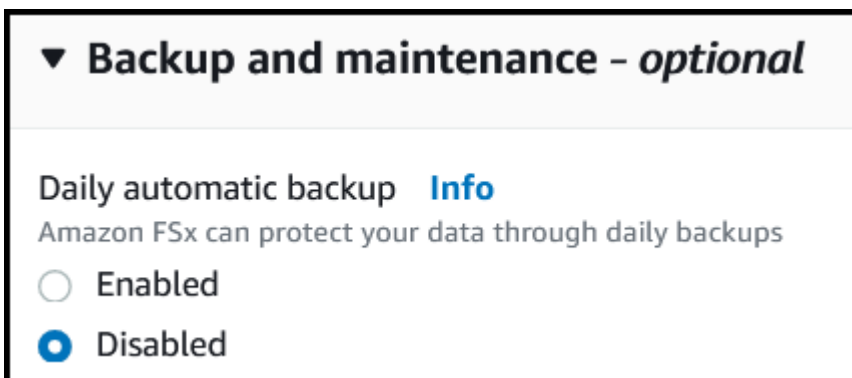 Backup and maintenance - optional
Daily automatic backup Info
Amazon FSx can protect your data through daily backups
Enabled
Disabled